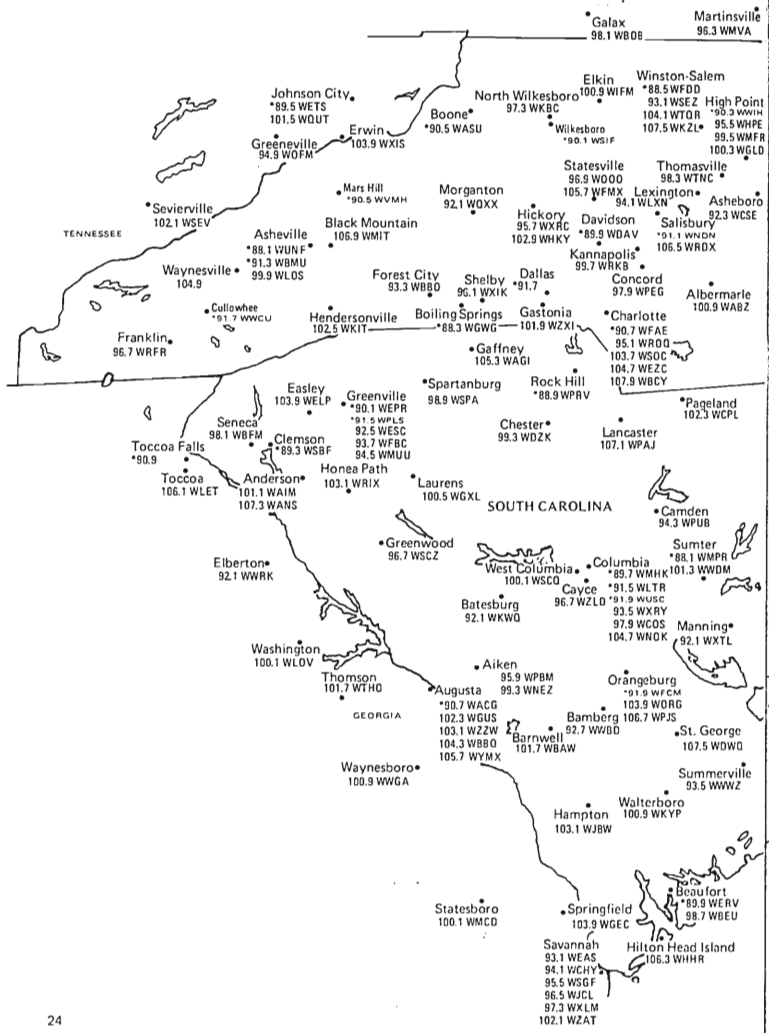 Galax
98.1 WBOB
Martinsville
96.3 WMVA
Johnson City
*89.5 WETS
101.5 WQUT
Erwin
103.9 WXIS
Greeneville
94.9 WOFM
Boone
*90.5 WASU
North Wilkesboro
97.3 WKBC
Wilkesboro
*90.1 WSIF
Elkin
100.9 WIFM
Winston-Salem
*88.5 WFDD
93.1 WSEZ
104.1 WTQR
107.5 WKZL
High Point
*90.3 WWIH
95.5 WHPE
99.5 WMFR
100.3 WGLD
Statesville
96.9 WOOO
105.7 WFMX
Thomasville
98.3 WTNC
Lexington
94.1 WLXN
Asheboro
92.3 WCSE
Mars Hill
*90.5 WVMH
Morganton
92.1 WQXX
Hickory
95.7 WXRC
102.9 WHKY
Davidson
*89.9 WDAV
Salisbury
*91.1 WNDN
106.5 WRDX
Sevierville
102.1 WSEV
TENNESSEE
Asheville
*88.1 WUNF
*91.3 WBMU
99.9 WLOS
Black Mountain
106.9 WMIT
Kannapolis
99.7 WRKB
Waynesville
104.9
Forest City
93.3 WBBO
Shelby
96.1 WXIK
Dallas
*91.7
Concord
97.9 WPEG
Albermarle
100.9 WABZ
Cullowhee
*91.7 WWCU
Hendersonville
102.5 WKIT
Boiling Springs
*88.3 WGWG
Gastonia
101.9 WZXI
Charlotte
*90.7 WFAE
95.1 WROQ
103.7 WSOC
104.7 WEZC
107.9 WBCY
Franklin
96.7 WRFR
Gaffney
105.3 WAGI
Easley
103.9 WELP
Greenville
*90.1 WEPR
*91.5 WPLS
92.5 WESC
93.7 WFBC
94.5 WMUU
Spartanburg
98.9 WSPA
Rock Hill
*88.9 WPRV
Pageland
102.3 WCPL
Seneca
98.1 WBFM
Clemson
*89.3 WSBF
Chester
99.3 WDZK
Lancaster
107.1 WPAJ
Toccoa Falls
*90.9
Toccoa
106.1 WLET
Anderson
101.1 WAIM
107.3 WANS
Honea Path
103.1 WRIX
Laurens
100.5 WGXL
SOUTH CAROLINA
Camden
94.3 WPUB
Greenwood
96.7 WSCZ
Sumter
*88.1 WMPR
101.3 WWDM
Elberton
92.1 WWRK
West Columbia
100.1 WSCQ
Cayce
96.7 WZLD
Columbia
*89.7 WMHK
*91.5 WLTR
*91.9 WUSC
93.5 WXRY
97.9 WCOS
104.7 WNOK
Batesburg
92.1 WKWQ
Manning
92.1 WXTL
Washington
100.1 WLOV
Thomson
101.7 WTHO
Aiken
95.9 WPBM
99.3 WNEZ
Orangeburg
*91.9 WFCM
103.9 WORG
106.7 WPJS
Augusta
*90.7 WACG
102.3 WGUS
103.1 WZZW
104.3 WBBQ
105.7 WYMX
GEORGIA
Bamberg
92.7 WWBD
Barnwell
101.7 WBAW
St. George
107.5 WDWQ
Waynesboro
100.9 WWGA
Summerville
93.5 WWWZ
Hampton
103.1 WJBW
Walterboro
100.9 WKYP
Beaufort
*89.9 WERV
98.7 WBEU
Statesboro
100.1 WMCD
Springfield
103.9 WGEC
Savannah
93.1 WEAS
94.1 WCHY
95.5 WSGF
96.5 WJCL
97.3 WXLM
102.1 WZAT
Hilton Head Island
106.3 WHHR
24